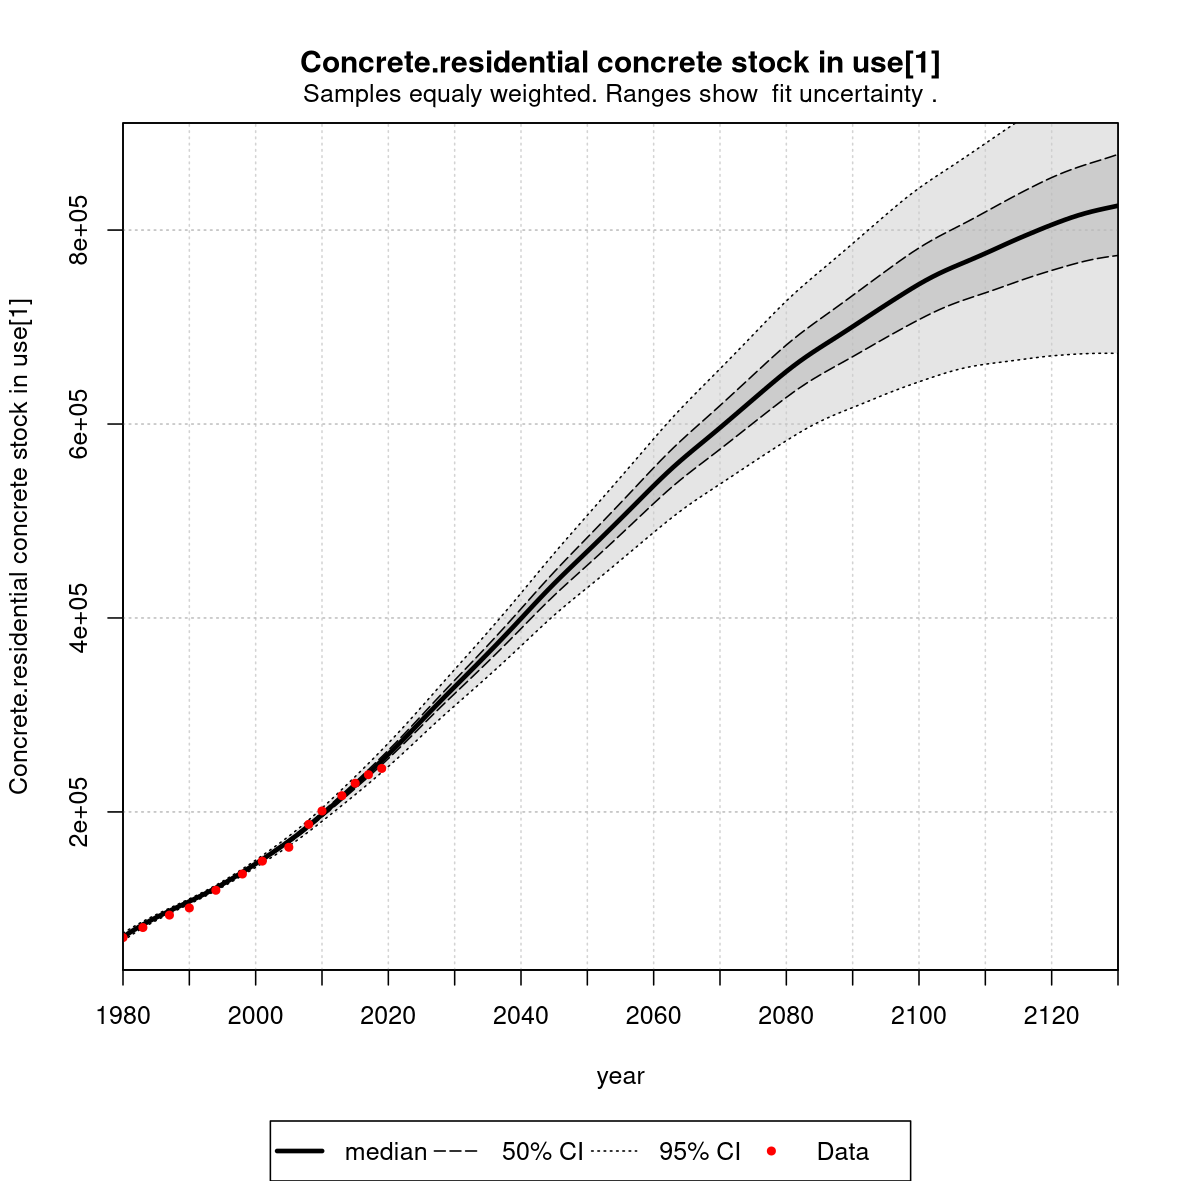 Concrete.residential concrete stock in use[1]
Samples equaly weighted. Ranges show  fit uncertainty .
Concrete.residential concrete stock in use[1]
8e+05
6e+05
4e+05
2e+05
1980 2000 2020 2040 2060 2080 2100 2120
year
median 50% CI 95% CI Data